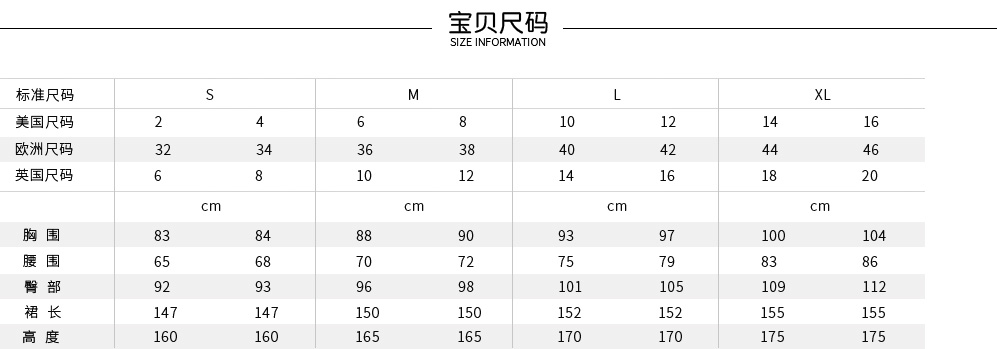 宝贝尺码
SIZE INFORMATION
标准尺码 S M L XL
美国尺码 2 4 6 8 10 12 14 16
欧洲尺码 32 34 36 38 40 42 44 46
英国尺码 6 8 10 12 14 16 18 20
cm cm cm cm
胸 围 83 84 88 90 93 97 100 104
腰 围 65 68 70 72 75 79 83 86
臀 部 92 93 96 98 101 105 109 112
裙 长 147 147 150 150 152 152 155 155
高 度 160 160 165 165 170 170 175 175